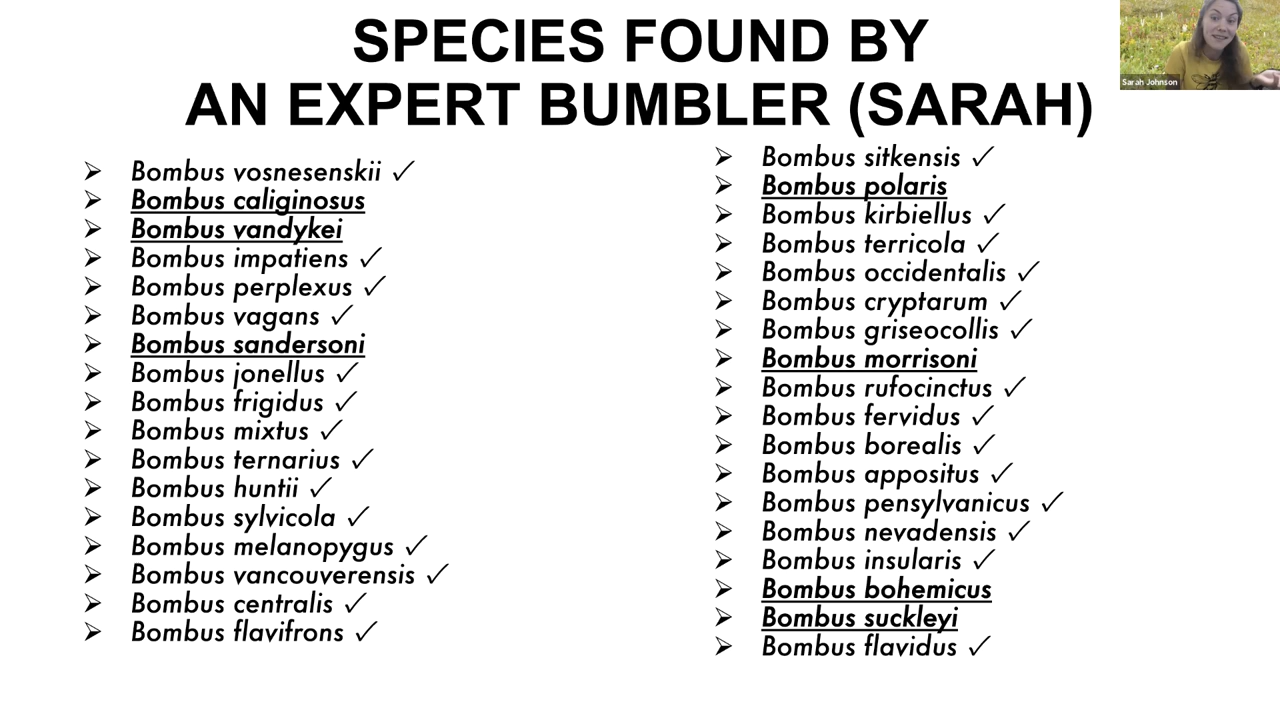 SPECIES FOUND BY
AN EXPERT BUMBLER (SARAH)
Sarah Johnson
➢ Bombus vosnesenskii ✓
➢ Bombus caliginosus
➢ Bombus vandykei
➢ Bombus impatiens ✓
➢ Bombus perplexus ✓
➢ Bombus vagans ✓
➢ Bombus sandersoni
➢ Bombus jonellus ✓
➢ Bombus frigidus ✓
➢ Bombus mixtus ✓
➢ Bombus ternarius ✓
➢ Bombus huntii ✓
➢ Bombus sylvicola ✓
➢ Bombus melanopygus ✓
➢ Bombus vancouverensis ✓
➢ Bombus centralis ✓
➢ Bombus flavifrons ✓
➢ Bombus sitkensis ✓
➢ Bombus polaris
➢ Bombus kirbiellus ✓
➢ Bombus terricola ✓
➢ Bombus occidentalis ✓
➢ Bombus cryptarum ✓
➢ Bombus griseocollis ✓
➢ Bombus morrisoni
➢ Bombus rufocinctus ✓
➢ Bombus fervidus ✓
➢ Bombus borealis ✓
➢ Bombus appositus ✓
➢ Bombus pensylvanicus ✓
➢ Bombus nevadensis ✓
➢ Bombus insularis ✓
➢ Bombus bohemicus
➢ Bombus suckleyi
➢ Bombus flavidus ✓